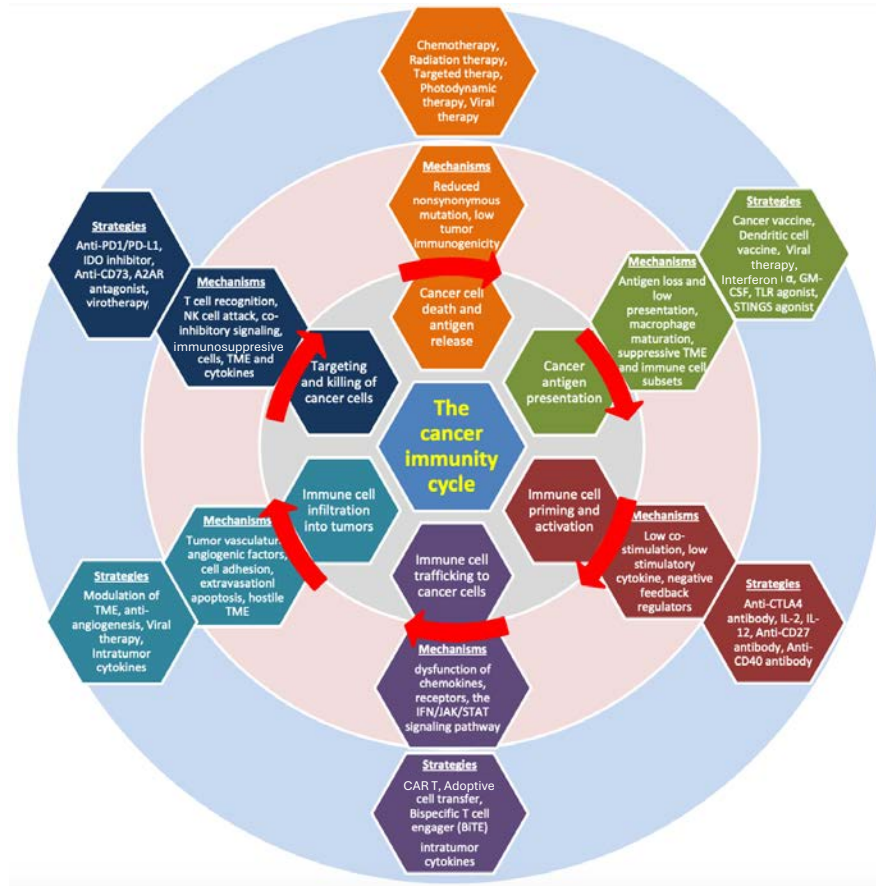 Chemotherapy,
Radiation therapy,
Targeted therap,
Photodynamic
therapy, Viral
therapy
Mechanisms
Reduced
nonsynonymous
mutation, low
tumor
immunogenicity
Cancer cell
death and
antigen
release
Strategies
Cancer vaccine,
Dendritic cell
vaccine, Viral
therapy,
Interferon α, GM-
CSF, TLR agonist,
STINGS agonist
Mechanisms
Antigen loss and
low
presentation,
macrophage
maturation,
suppressive TME
and immune cell
subsets
Cancer
antigen
presentation
Immune cell
priming and
activation
Mechanisms
Low co-
stimulation, low
stimulatory
cytokine, negative
feedback
regulators
Strategies
Anti-CTLA4
antibody, IL-2, IL-
12, Anti-CD27
antibody, Anti-
CD40 antibody
Immune cell
trafficking to
cancer cells
Mechanisms
dysfunction of
chemokines,
receptors, the
IFN/JAK/STAT
signaling pathway
Strategies
CAR T, Adoptive
cell transfer,
Bispecific T cell
engager (BiTE)
intratumor
cytokines
Immune cell
infiltration
into tumors
Mechanisms
Tumor vasculature
angiogenic factors,
cell adhesion,
extravasationl
apoptosis, hostile
TME
Strategies
Modulation of
TME, anti-
angiogenesis, Viral
therapy,
Intratumor
cytokines
Targeting
and killing of
cancer cells
Mechanisms
T cell recognition,
NK cell attack, co-
inhibitory signaling,
immunosuppresive
cells, TME and
cytokines
Strategies
Anti-PD1/PD-L1,
IDO inhibitor,
Anti-CD73, A2AR
antagonist,
virotherapy
The
cancer
immunity
cycle